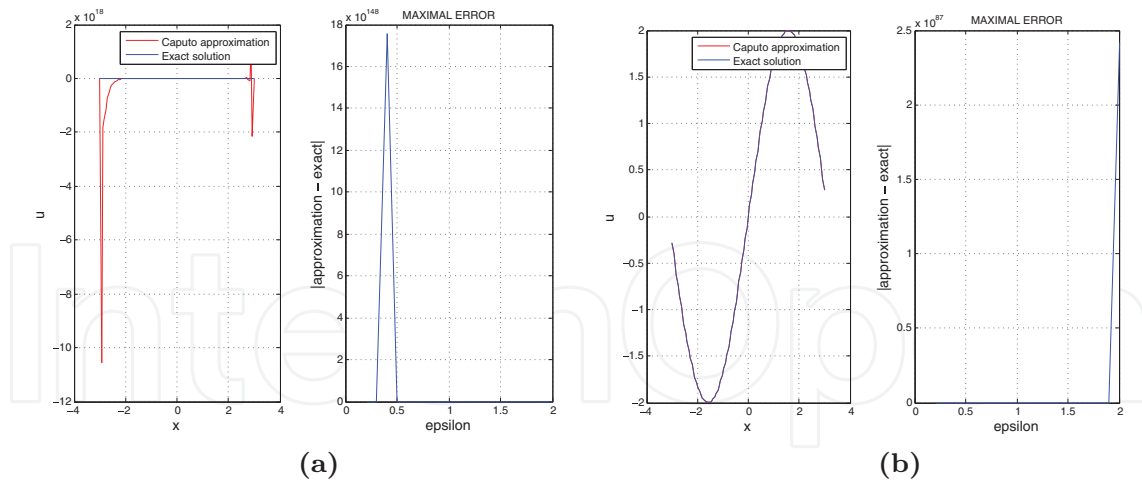 x 10^18
2
0
−2
−4
−6
−8
−10
−12
−4
−2
0
2
4
x
u
Caputo approximation
Exact solution
MAXIMAL ERROR
x 10^148
18
16
14
12
10
8
6
4
2
0
0
0.5
1
1.5
2
epsilon
|approximation − exact|
(a)
2
1.5
1
0.5
0
−0.5
−1
−1.5
−2
−4
−2
0
2
4
x
u
Caputo approximation
Exact solution
MAXIMAL ERROR
x 10^87
2.5
2
1.5
1
0.5
0
0
0.5
1
1.5
2
epsilon
|approximation − exact|
(b)